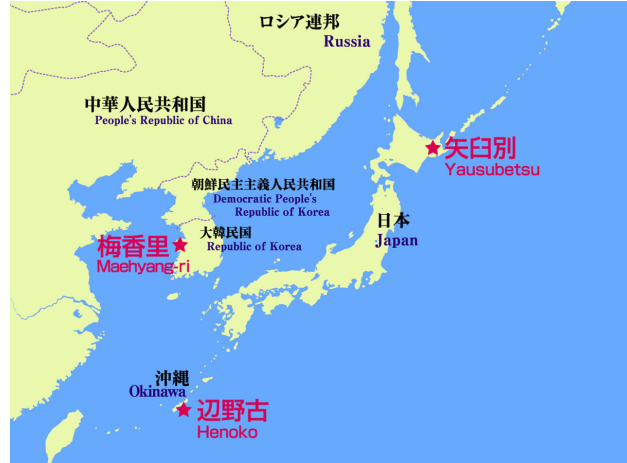 ロシア連邦
Russia
中華人民共和国
People's Republic of China
矢臼別
Yausubetsu
朝鮮民主主義人民共和国
Democratic People's
Republic of Korea
日本
Japan
大韓民国
Republic of Korea
梅香里
Maehyang-ri
沖縄
Okinawa
辺野古
Henoko